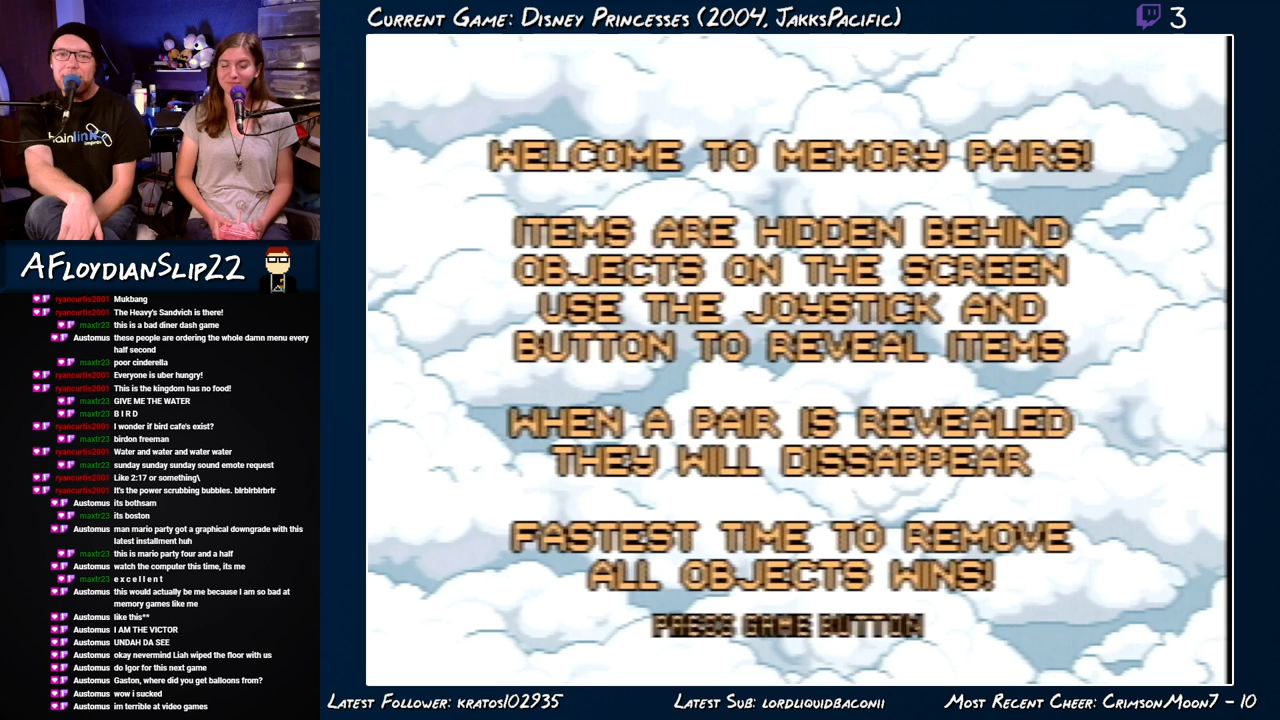 Current Game: Disney Princesses (2004, JakksPacific)
3
hainlink
AFloydianSlip22
ryancurtis2001 Mukbang
ryancurtis2001 The Heavy's Sandwich is there!
maxtr23 this is a bad diner dash game
Austomus these people are ordering the whole damn menu every
half second
maxtr23 poor cinderella
ryancurtis2001 Everyone is uber hungry!
ryancurtis2001 This is the kingdom has no food!
maxtr23 GIVE ME THE WATER
maxtr23 B I R D
ryancurtis2001 I wonder if bird cafe's exist?
maxtr23 birdon freeman
ryancurtis2001 Water and water and water water
maxtr23 sunday sunday sunday sound emote request
ryancurtis2001 Like 2:17 or something\
ryancurtis2001 It's the power scrubbing bubbles. blrblrblrbrlr
Austomus its bothsam
maxtr23 its boston
Austomus man mario party got a graphical downgrade with this
latest installment huh
maxtr23 this is mario party four and a half
Austomus watch the computer this time, its me
maxtr23 e x c e l l e n t
Austomus this would actually be me because I am so bad at
memory games like me
Austomus like this**
Austomus I AM THE VICTOR
Austomus UNDAH DA SEE
Austomus okay nevermind Liah wiped the floor with us
Austomus do Igor for this next game
Austomus Gaston, where did you get balloons from?
Austomus wow i sucked
Austomus im terrible at video games
WELCOME TO MEMORY PAIRS!
ITEMS ARE HIDDEN BEHIND
OBJECTS ON THE SCREEN
USE THE JOYSTICK AND
BUTTON TO REVEAL ITEMS
WHEN A PAIR IS REVEALED
THEY WILL DISSAPPEAR
FASTEST TIME TO REMOVE
ALL OBJECTS WINS!
PRESS GAME BUTTON
Latest Follower: kratos102935
Latest Sub: lordliquidbaconii
Most Recent Cheer: CrimsonMoon7 - 10